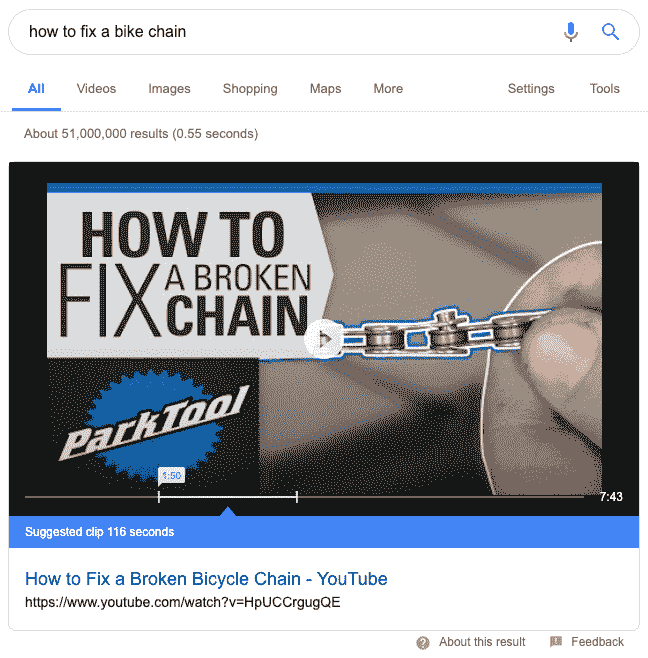 how to fix a bike chain
All Videos Images Shopping Maps More Settings Tools
About 51,000,000 results (0.55 seconds)
HOW TO
FIX A BROKEN
CHAIN
ParkTool
1:50
7:43
Suggested clip 116 seconds
How to Fix a Broken Bicycle Chain - YouTube
https://www.youtube.com/watch?v=HpUCCrgugQE
About this result Feedback